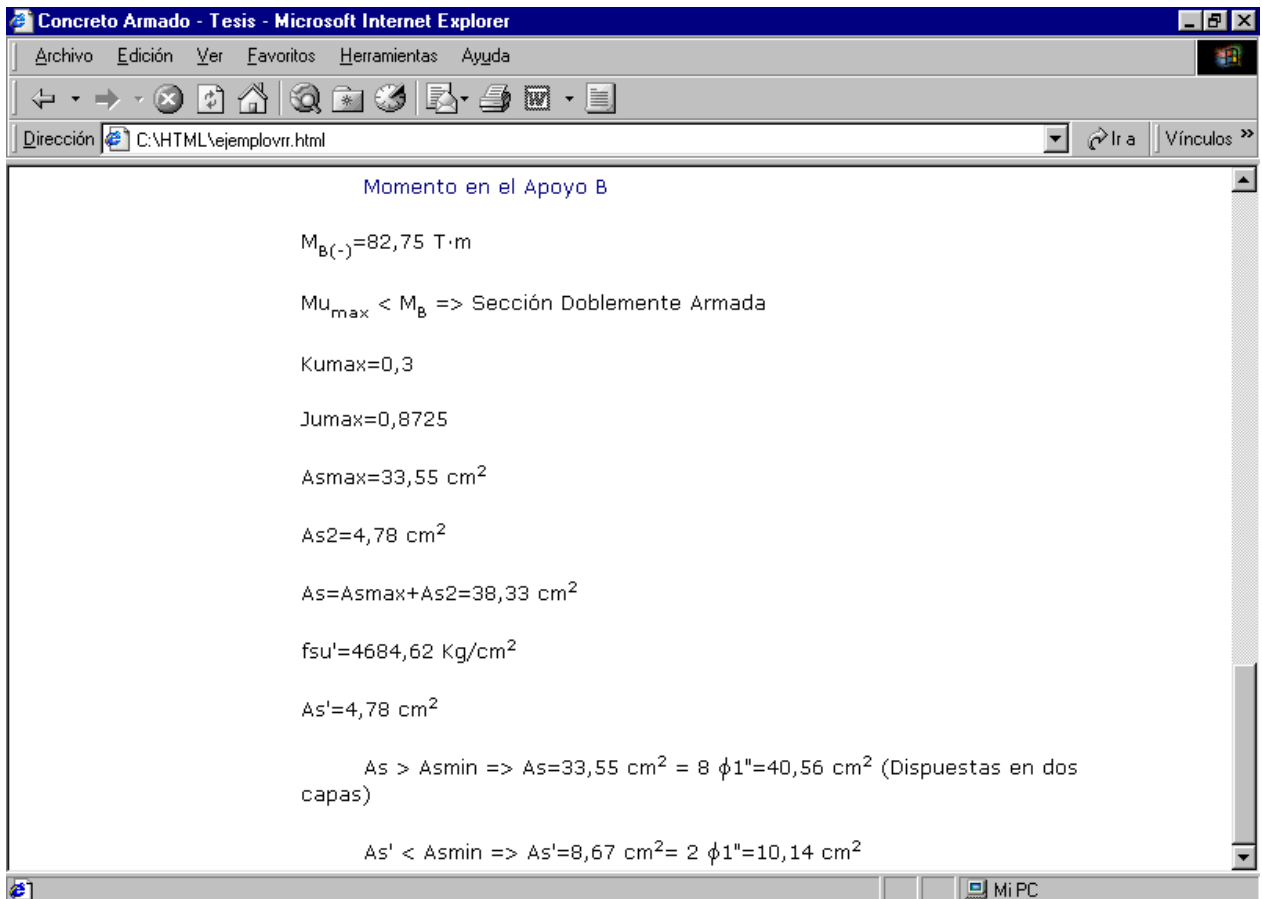 Concreto Armado - Tesis - Microsoft Internet Explorer
Archivo Edición Ver Favoritos Herramientas Ayuda
Dirección C:\HTML\ejemplovrr.html Ir a Vínculos »
Momento en el Apoyo B
M_B(-)=82,75 T·m
Mu_max < M_B => Sección Doblemente Armada
Kumax=0,3
Jumax=0,8725
Asmax=33,55 cm²
As2=4,78 cm²
As=Asmax+As2=38,33 cm²
fsu'=4684,62 Kg/cm²
As'=4,78 cm²
As > Asmin => As=33,55 cm² = 8 ϕ1"=40,56 cm² (Dispuestas en dos
capas)
As' < Asmin => As'=8,67 cm²= 2 ϕ1"=10,14 cm²
Mi PC